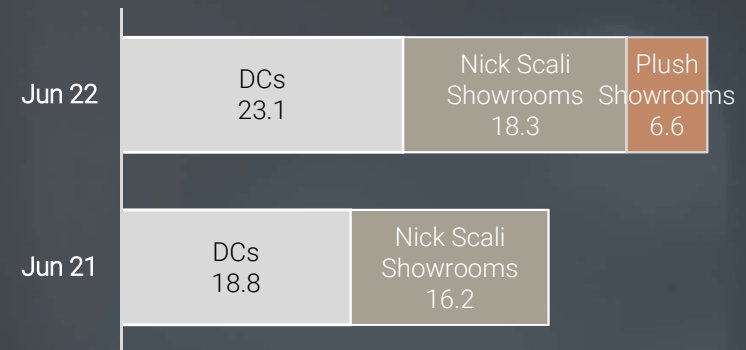 Jun 22
DCs
23.1
Nick Scali
Showrooms
18.3
Plush
Showrooms
6.6
Jun 21
DCs
18.8
Nick Scali
Showrooms
16.2